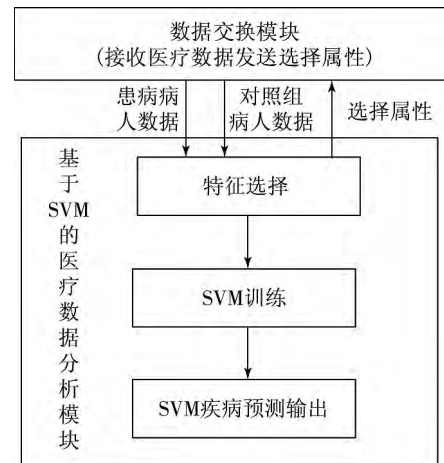 数据交换模块
(接收医疗数据发送选择属性)
患病病
人数据
对照组
病人数据
选择属性
基于SVM的医疗数据分析模块
特征选择
SVM训练
SVM疾病预测输出